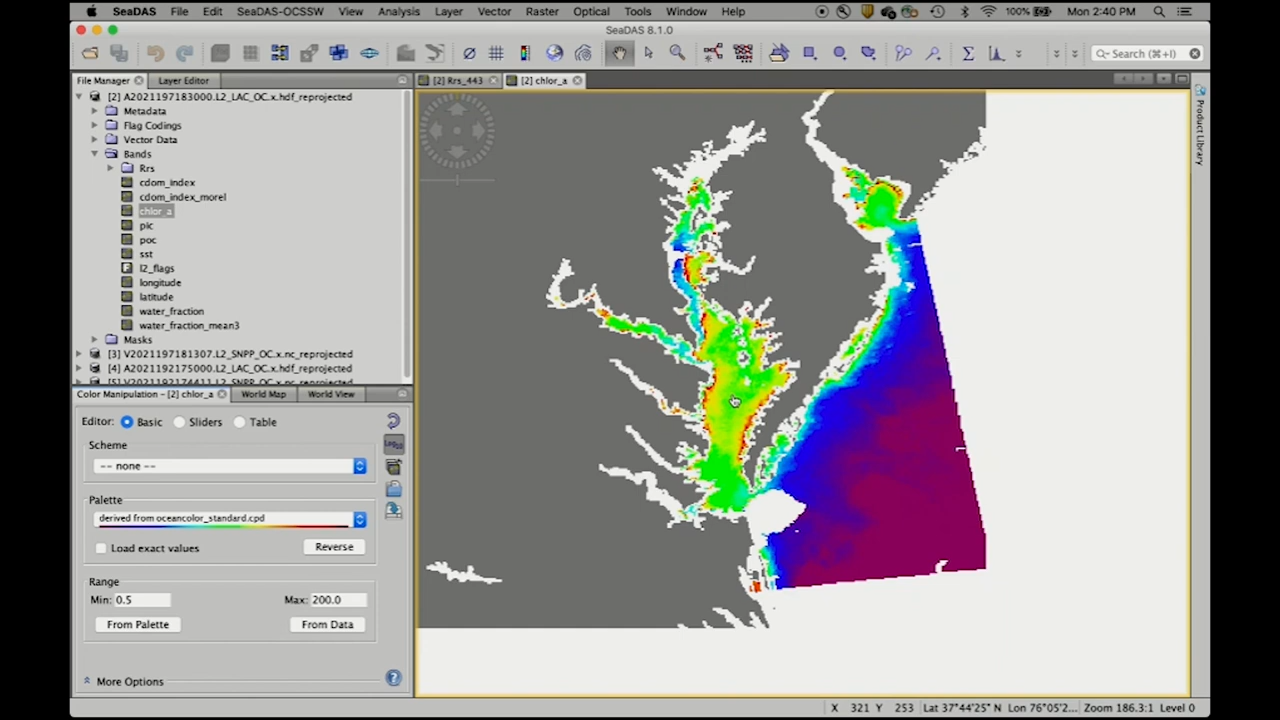 SeaDAS File Edit SeaDAS-OCSSW View Analysis Layer Vector Raster Optical Tools Window Help 100% Mon 2:40 PM
SeaDAS 8.1.0
Search (⌘+I)
File Manager Layer Editor
[2] Rrs_443 [2] chlor_a
[2] A2021197183000.L2_LAC_OC.x.hdf_reprojected
Metadata
Flag Codings
Vector Data
Bands
Rrs
cdom_index
cdom_index_morel
chlor_a
pic
poc
sst
l2_flags
longitude
latitude
water_fraction
water_fraction_mean3
Masks
[3] V2021197181307.L2_SNPP_OC.x.nc_reprojected
[4] A2021192175000.L2_LAC_OC.x.hdf_reprojected
Product Library
Color Manipulation - [2] chlor_a World Map World View
Editor: Basic Sliders Table
Scheme
-- none --
Palette
derived from oceancolor_standard.cpd
Load exact values Reverse
Range
Min: 0.5 Max: 200.0
From Palette From Data
More Options
X 321 Y 253 Lat 37°44'25" N Lon 76°05'2... Zoom 186.3:1 Level 0